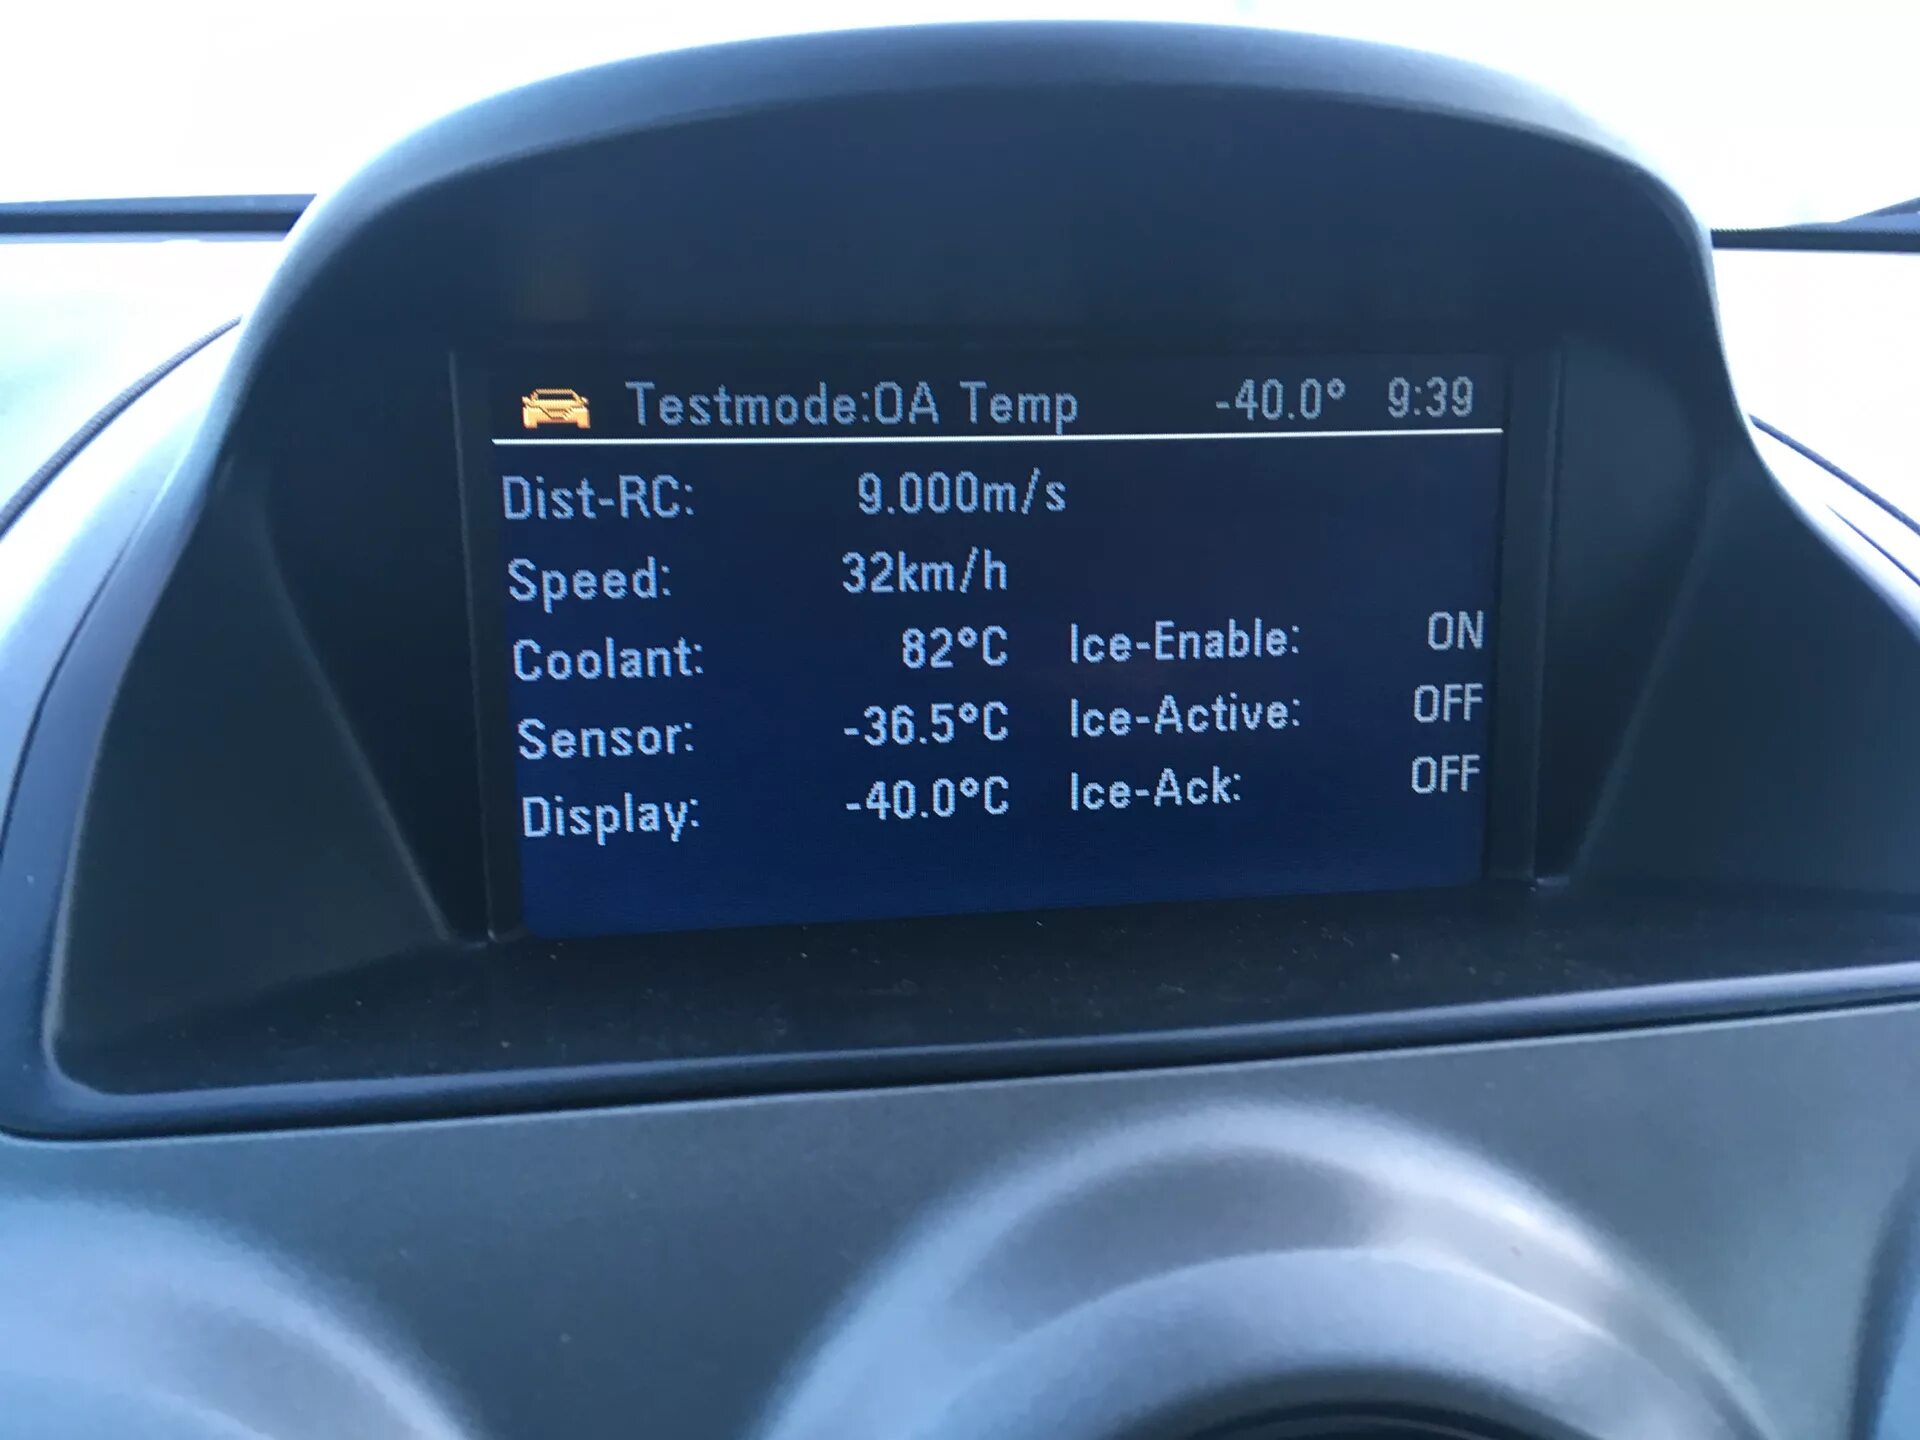 Testmode:OA Temp -40.0° 9:39
Dist-RC: 9.000m/s
Speed: 32km/h
Coolant: 82°C Ice-Enable: ON
Sensor: -36.5°C Ice-Active: OFF
Display: -40.0°C Ice-Ack: OFF